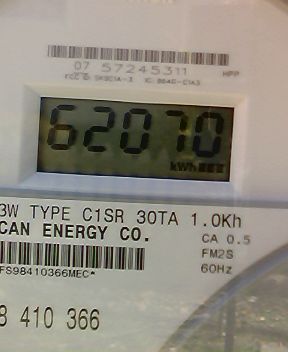 07 57245311
HPP
62070
kWh
3W TYPE C1SR 30TA 1.0Kh
CAN ENERGY CO.
CA 0.5
FM2S
60Hz
FS98410366MEC*
8 410 366